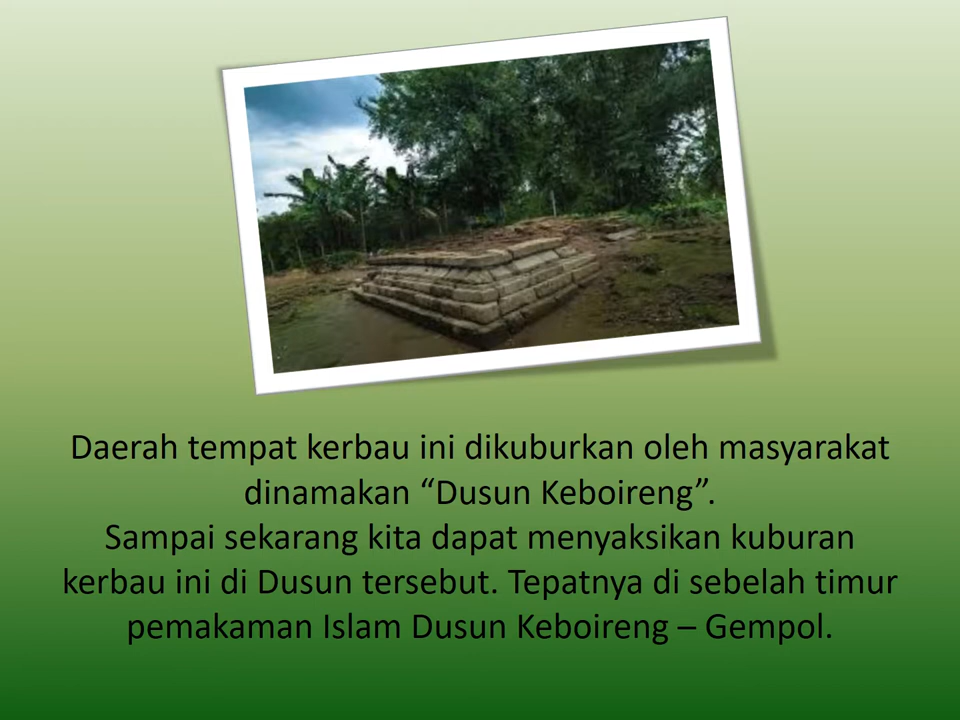 Daerah tempat kerbau ini dikuburkan oleh masyarakat
dinamakan “Dusun Keboireng”.
Sampai sekarang kita dapat menyaksikan kuburan
kerbau ini di Dusun tersebut. Tepatnya di sebelah timur
pemakaman Islam Dusun Keboireng – Gempol.